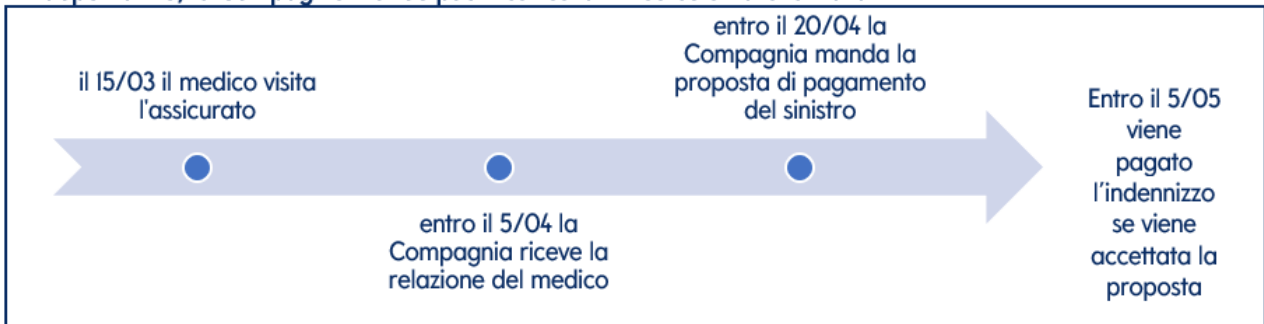 il 15/03 il medico visita
l'assicurato
entro il 5/04 la
Compagnia riceve la
relazione del medico
entro il 20/04 la
Compagnia manda la
proposta di pagamento
del sinistro
Entro il 5/05
viene
pagato
l'indennizzo
se viene
accettata la
proposta